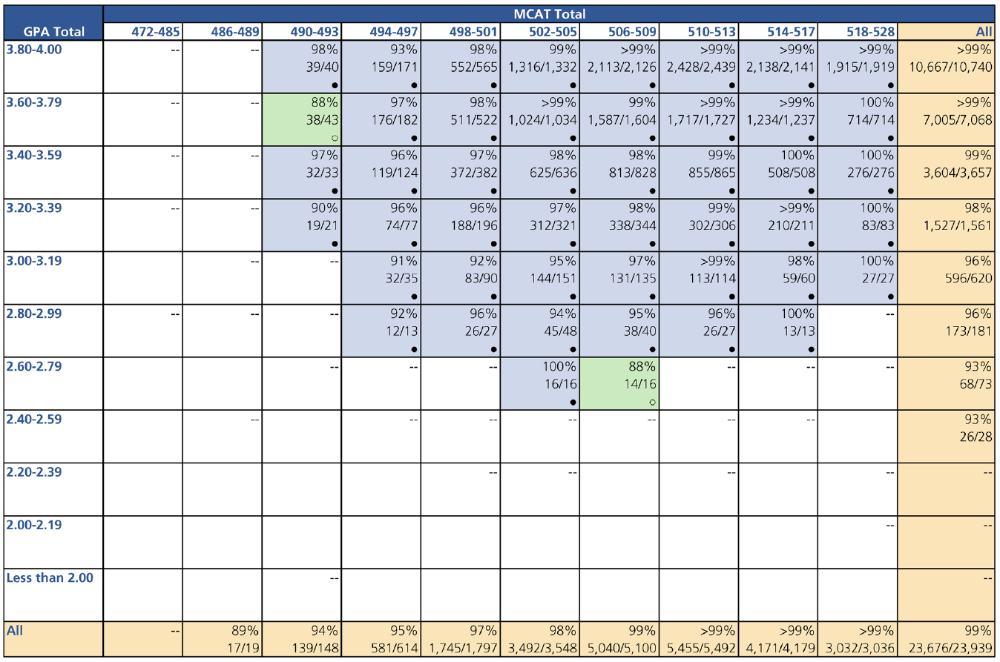 MCAT Total
GPA Total 472-485 486-489 490-493 494-497 498-501 502-505 506-509 510-513 514-517 518-528 All
3.80-4.00 -- -- 98% 93% 98% 99% >99% >99% >99% >99% >99%
39/40 159/171 552/565 1,316/1,332 2,113/2,126 2,428/2,439 2,138/2,141 1,915/1,919 10,667/10,740
● ● ● ● ● ● ● ●
3.60-3.79 -- -- 88% 97% 98% >99% 99% >99% >99% 100% >99%
38/43 176/182 511/522 1,024/1,034 1,587/1,604 1,717/1,727 1,234/1,237 714/714 7,005/7,068
○ ● ● ● ● ● ● ●
3.40-3.59 -- -- 97% 96% 97% 98% 98% 99% 100% 100% 99%
32/33 119/124 372/382 625/636 813/828 855/865 508/508 276/276 3,604/3,657
● ● ● ● ● ● ● ●
3.20-3.39 -- -- 90% 96% 96% 97% 98% 99% >99% 100% 98%
19/21 74/77 188/196 312/321 338/344 302/306 210/211 83/83 1,527/1,561
● ● ● ● ● ● ● ●
3.00-3.19 -- -- 91% 92% 95% 97% >99% 98% 100% 96%
32/35 83/90 144/151 131/135 113/114 59/60 27/27 596/620
● ● ● ● ● ● ●
2.80-2.99 -- -- -- 92% 96% 94% 95% 96% 100% -- 96%
12/13 26/27 45/48 38/40 26/27 13/13 173/181
● ● ● ● ● ●
2.60-2.79 -- -- -- 100% 88% -- -- -- 93%
16/16 14/16 68/73
● ○
2.40-2.59 -- -- -- -- -- -- -- 93%
26/28
2.20-2.39 -- -- -- -- --
2.00-2.19 -- --
Less than 2.00 -- --
All -- 89% 94% 95% 97% 98% 99% >99% >99% >99% 99%
17/19 139/148 581/614 1,745/1,797 3,492/3,548 5,040/5,100 5,455/5,492 4,171/4,179 3,032/3,036 23,676/23,939